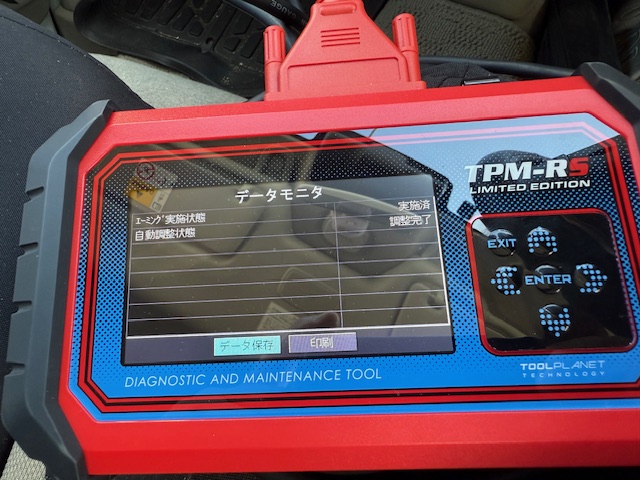 TPM-RS
LIMITED EDITION
データモニタ
ｴｰﾐﾝｸﾞ実施状態 実施済
自動調整状態 調整完了
データ保存 印刷
EXIT
ENTER
DIAGNOSTIC AND MAINTENANCE TOOL
TOOLPLANET
TECHNOLOGY